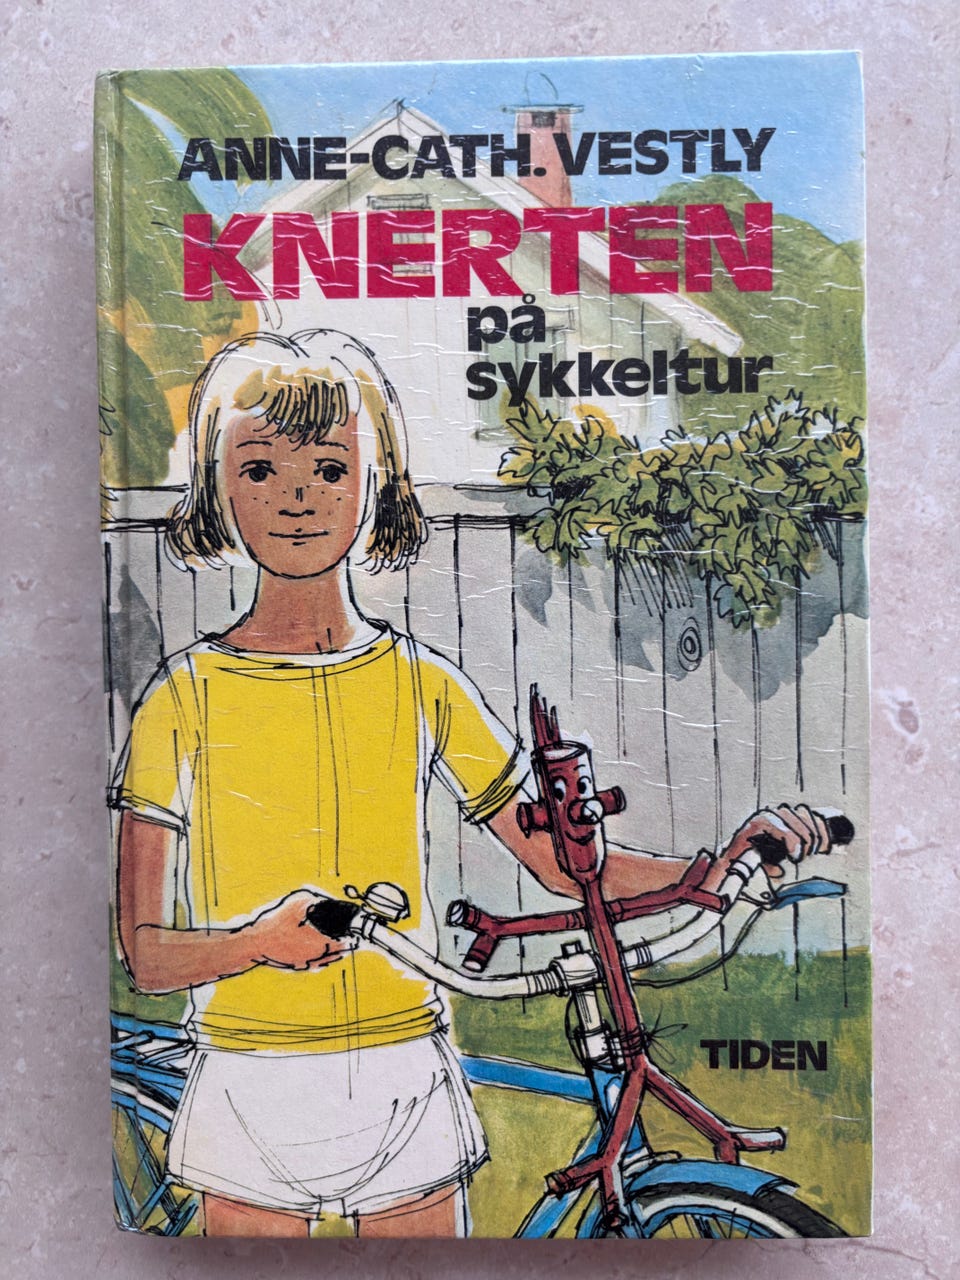 ANNE-CATH. VESTLY
KNERTEN
på
sykkeltur
TIDEN